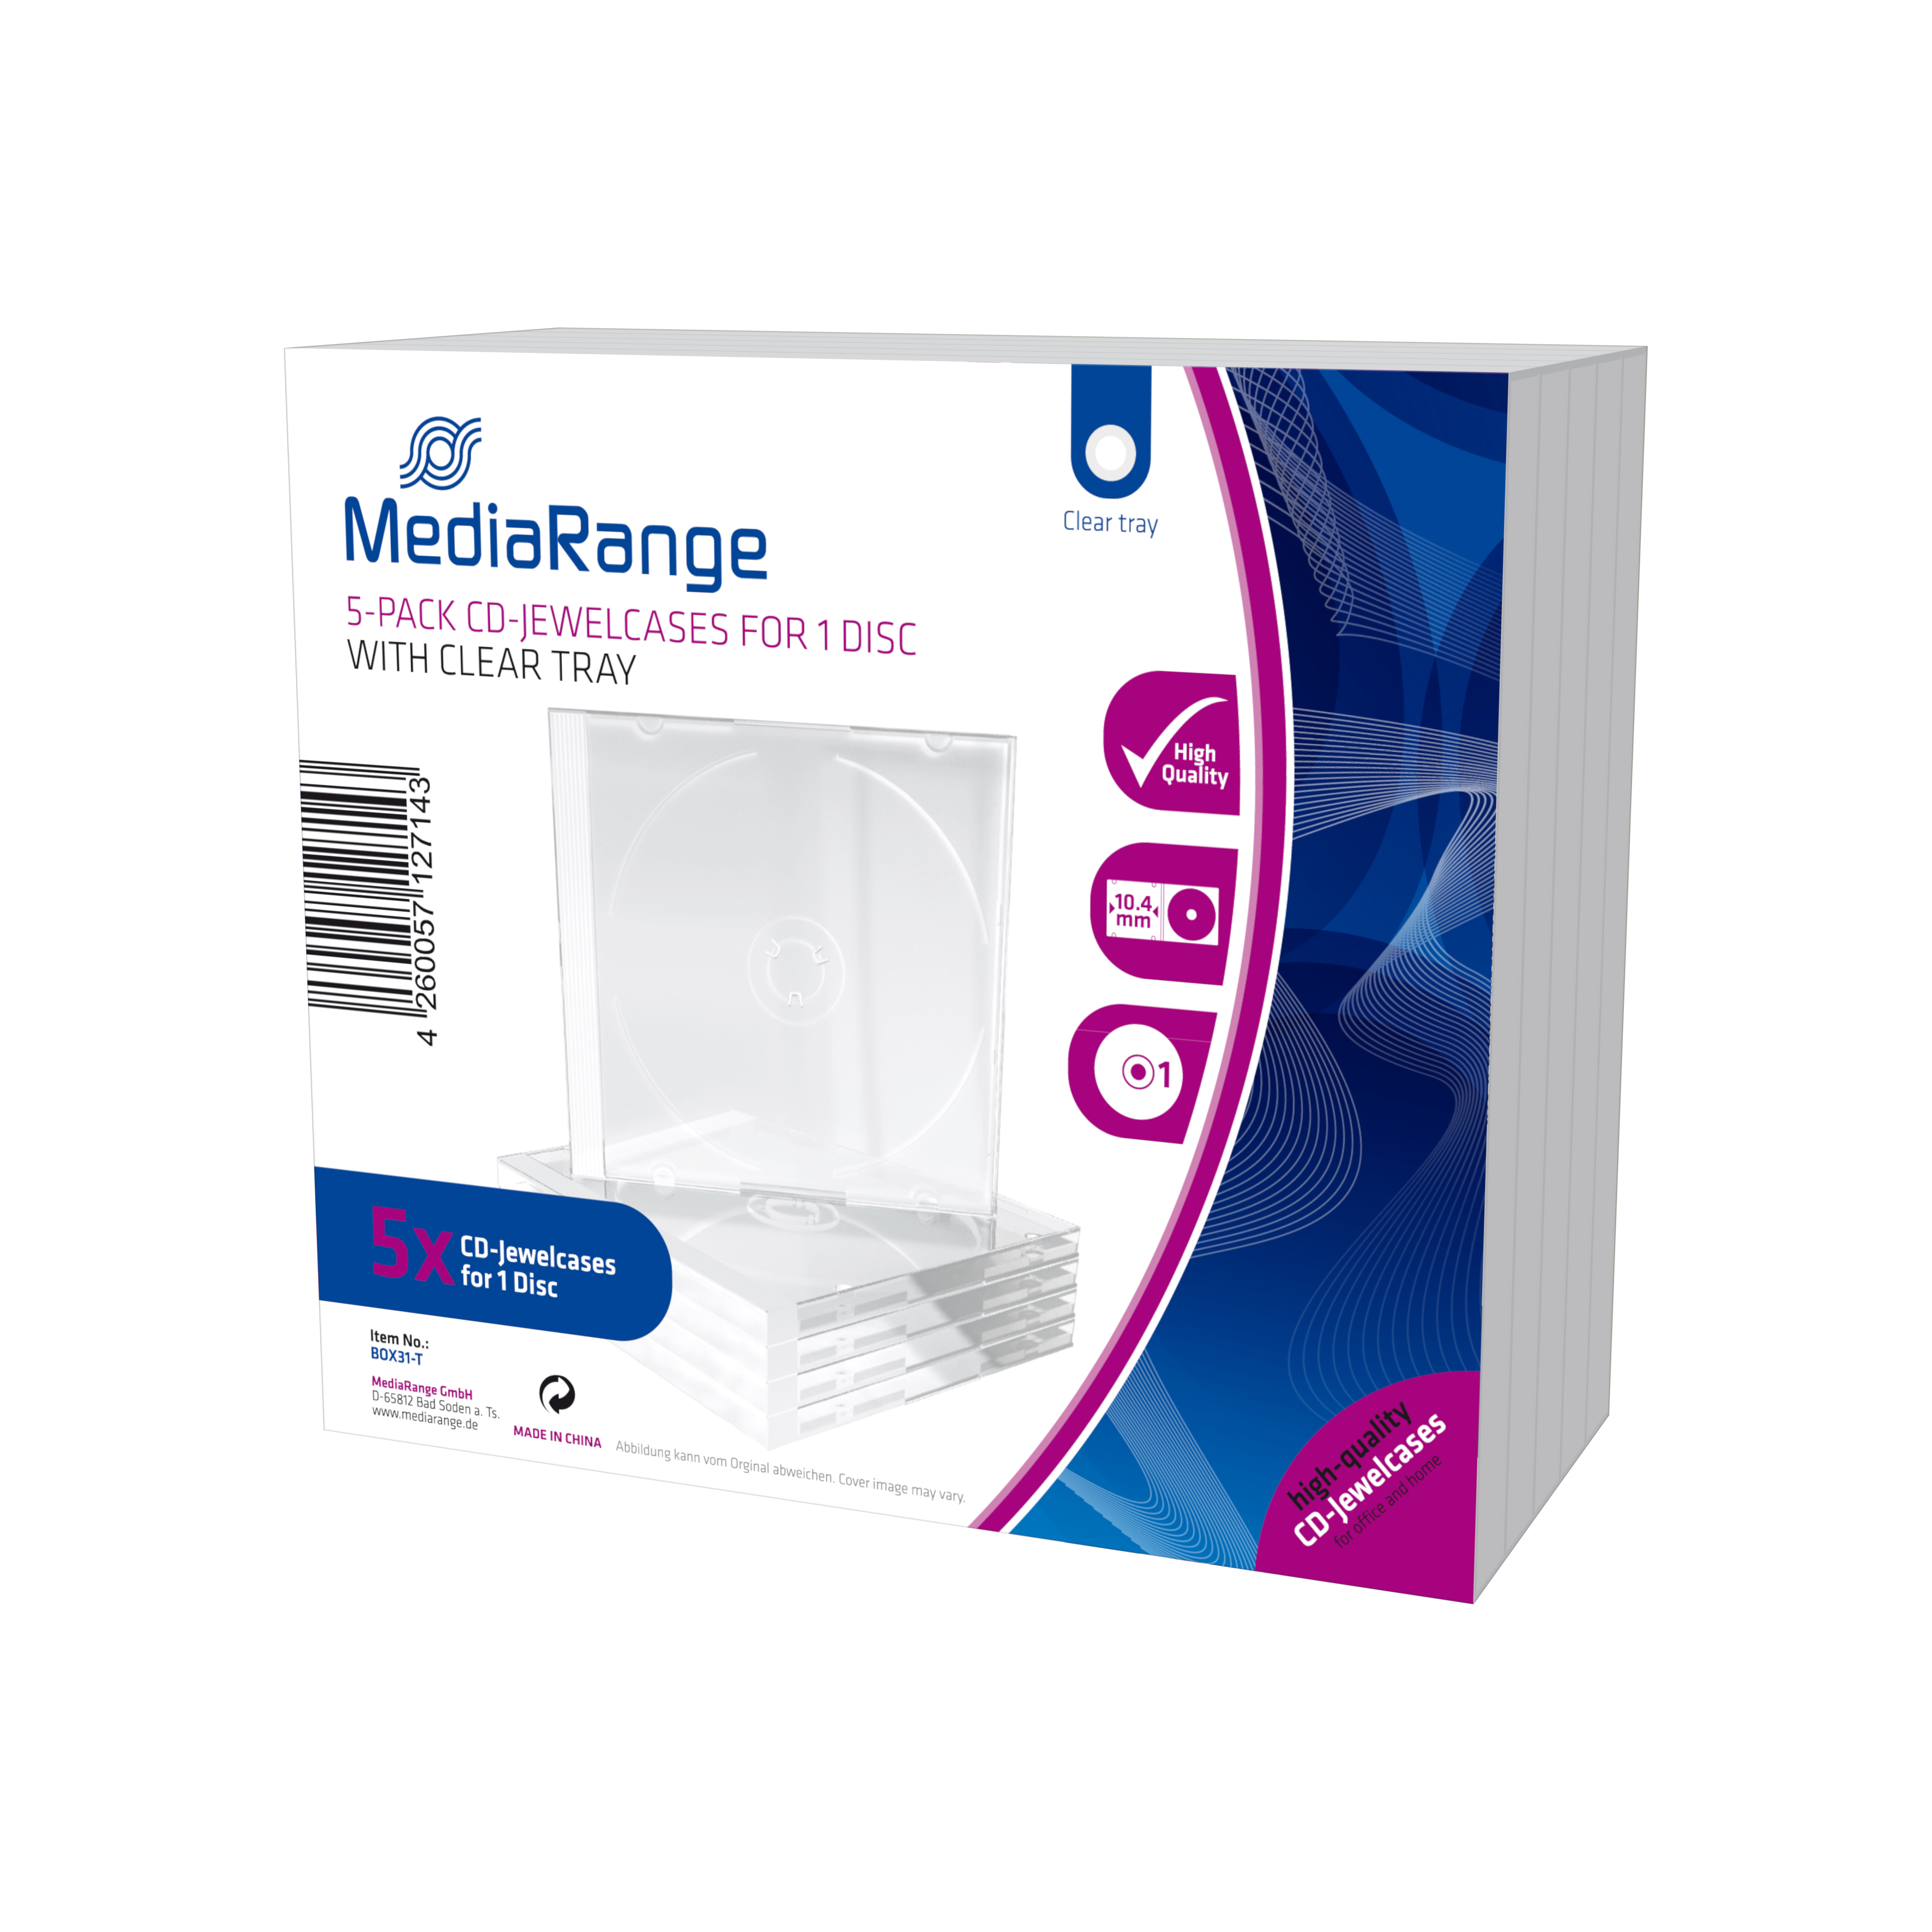 MediaRange
5-PACK CD-JEWELCASES FOR 1 DISC
WITH CLEAR TRAY
Clear tray
High
Quality
10.4
mm
1
4 260057 127143
5x CD-Jewelcases
for 1 Disc
Item No.:
BOX31-T
MediaRange GmbH
D-65812 Bad Soden a. Ts.
www.mediarange.de
MADE IN CHINA
Abbildung kann vom Orginal abweichen. Cover image may vary.
high-quality
CD-Jewelcases
for office and home